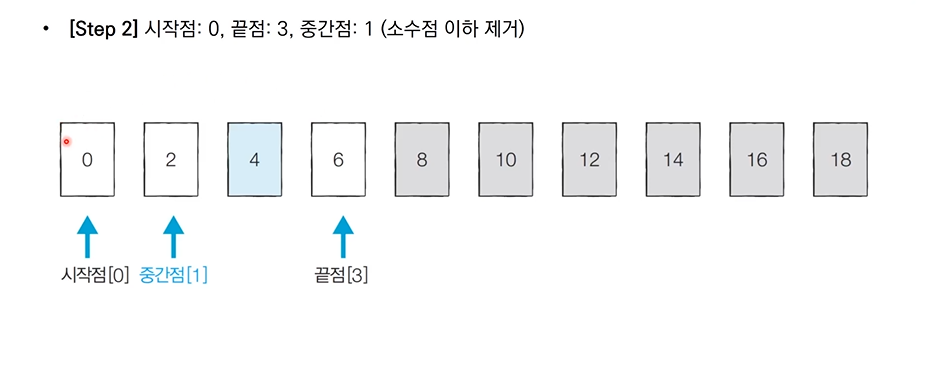 • [Step 2] 시작점: 0, 끝점: 3, 중간점: 1 (소수점 이하 제거)
0 2 4 6 8 10 12 14 16 18
시작점[0] 중간점[1] 끝점[3]